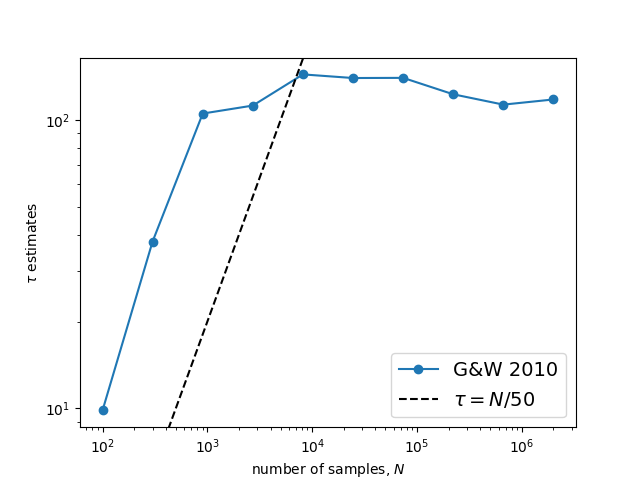 10²
10¹
τ estimates
10²
10³
10⁴
10⁵
10⁶
number of samples, N
G&W 2010
τ = N/50